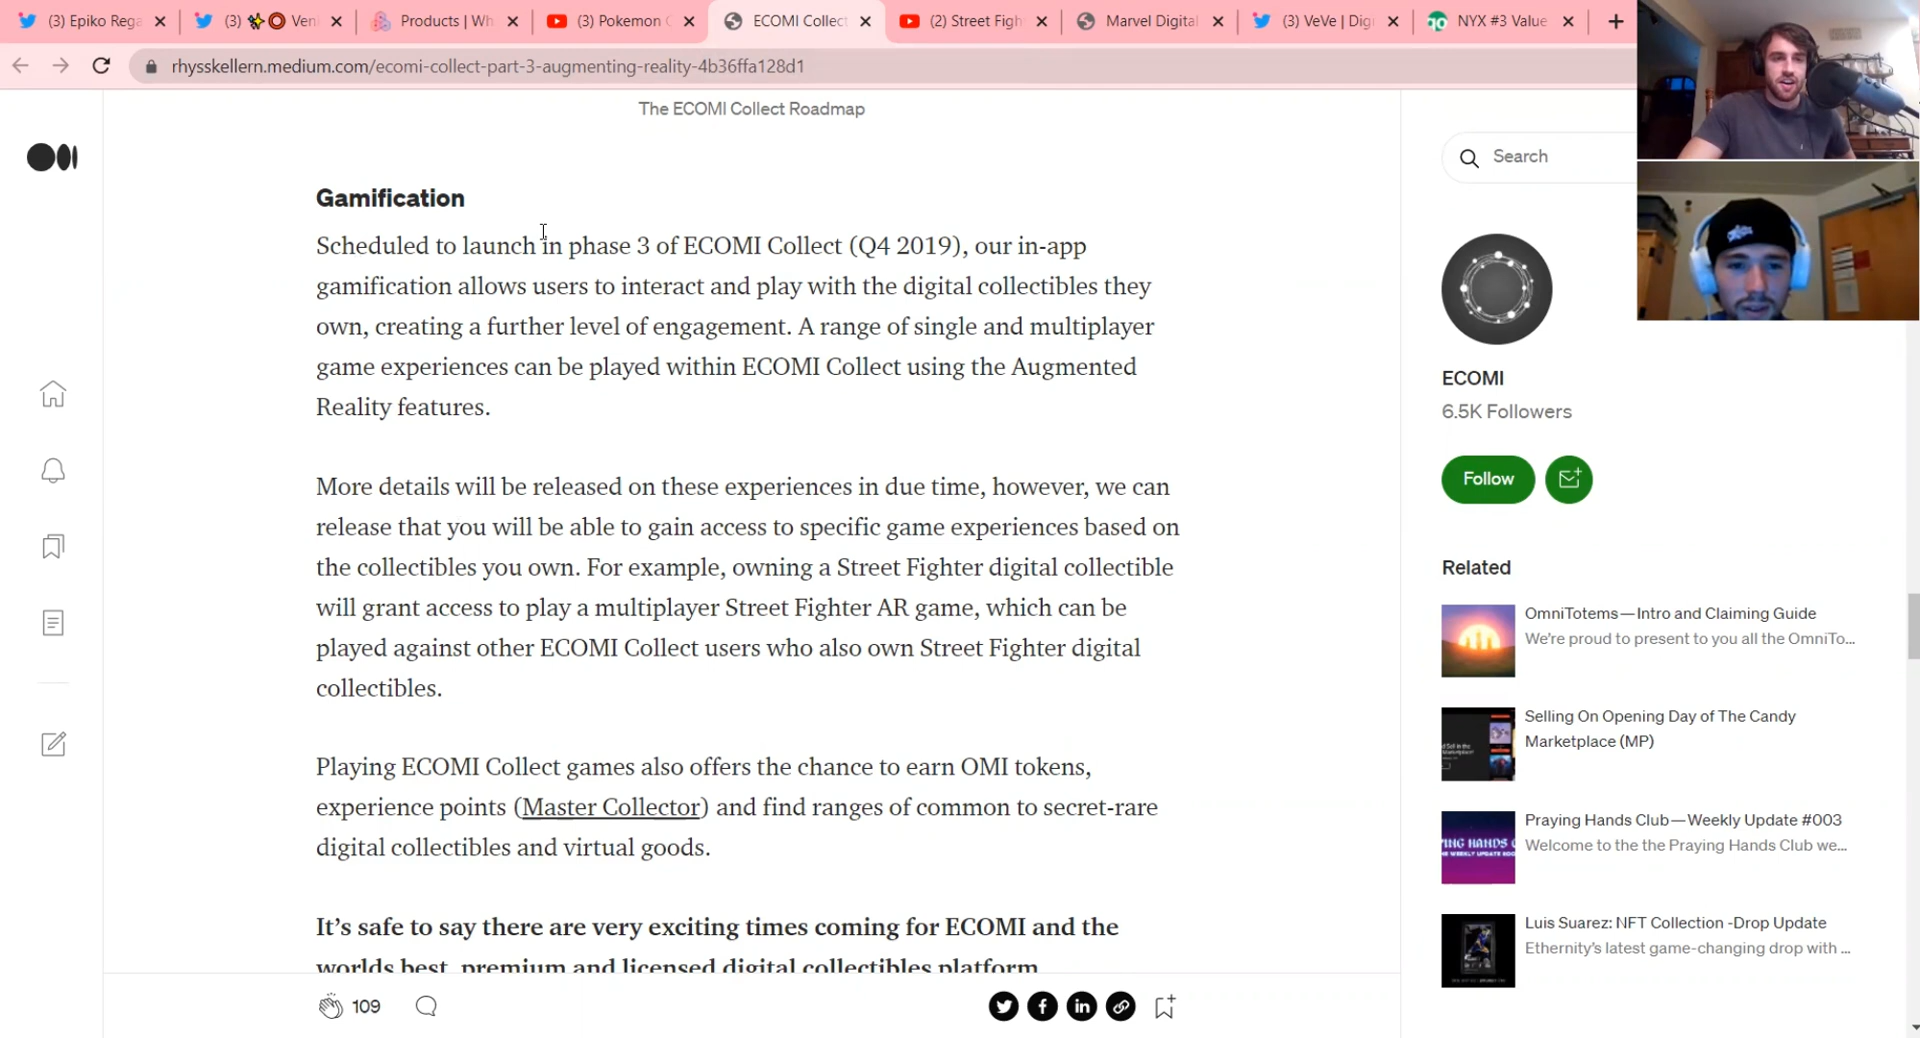 (3) Epiko Rega
(3) ✨⭕ Ven
Products | Wh
(3) Pokemon G
ECOMI Collect
(2) Street Figh
Marvel Digital
(3) VeVe | Digi
NYX #3 Value
rhysskellern.medium.com/ecomi-collect-part-3-augmenting-reality-4b36ffa128d1
The ECOMI Collect Roadmap
Gamification
Scheduled to launch in phase 3 of ECOMI Collect (Q4 2019), our in-app
gamification allows users to interact and play with the digital collectibles they
own, creating a further level of engagement. A range of single and multiplayer
game experiences can be played within ECOMI Collect using the Augmented
Reality features.
More details will be released on these experiences in due time, however, we can
release that you will be able to gain access to specific game experiences based on
the collectibles you own. For example, owning a Street Fighter digital collectible
will grant access to play a multiplayer Street Fighter AR game, which can be
played against other ECOMI Collect users who also own Street Fighter digital
collectibles.
Playing ECOMI Collect games also offers the chance to earn OMI tokens,
experience points (Master Collector) and find ranges of common to secret-rare
digital collectibles and virtual goods.
It's safe to say there are very exciting times coming for ECOMI and the
worlds best, premium and licensed digital collectibles platform
109
Search
ECOMI
6.5K Followers
Follow
Related
OmniTotems — Intro and Claiming Guide
We're proud to present to you all the OmniTo...
Selling On Opening Day of The Candy
Marketplace (MP)
Praying Hands Club — Weekly Update #003
Welcome to the the Praying Hands Club we...
Luis Suarez: NFT Collection -Drop Update
Ethernity's latest game-changing drop with ...